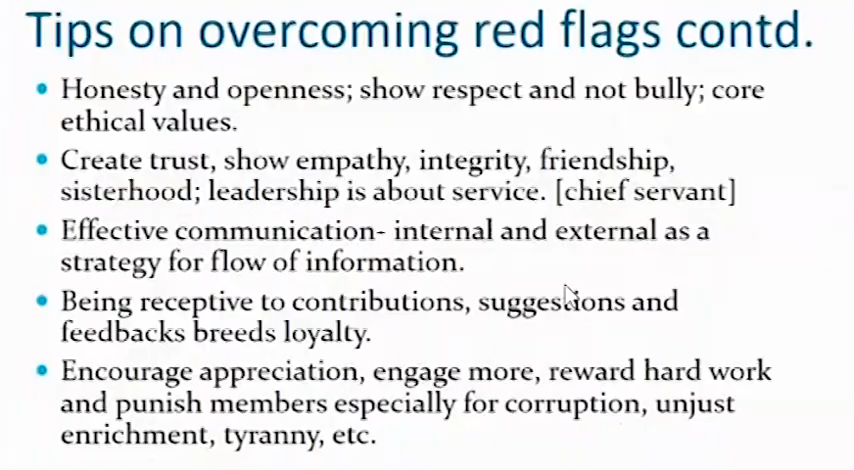 Tips on overcoming red flags contd.
• Honesty and openness; show respect and not bully; core
ethical values.
• Create trust, show empathy, integrity, friendship,
sisterhood; leadership is about service. [chief servant]
• Effective communication- internal and external as a
strategy for flow of information.
• Being receptive to contributions, suggestions and
feedbacks breeds loyalty.
• Encourage appreciation, engage more, reward hard work
and punish members especially for corruption, unjust
enrichment, tyranny, etc.